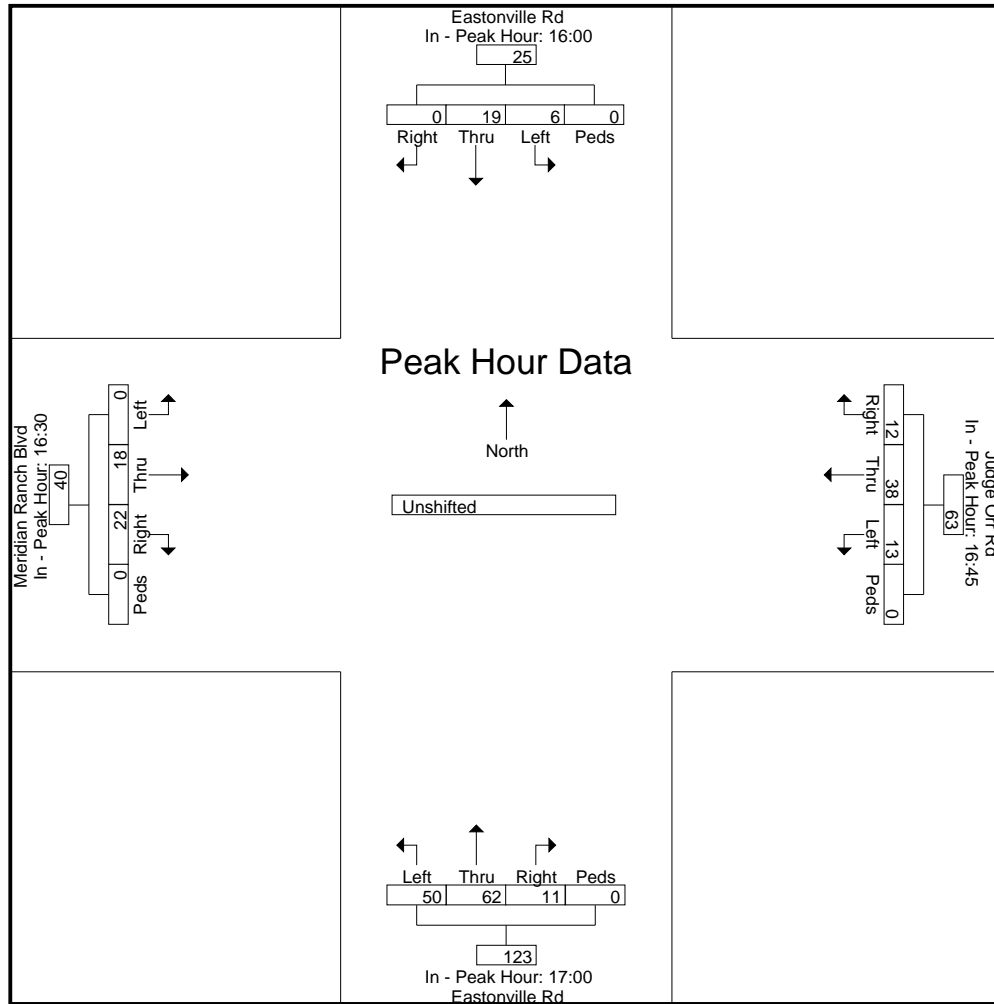 Eastonville Rd
In - Peak Hour: 16:00
25
0 19 6 0
Right Thru Left Peds
Peak Hour Data
North
Unshifted
Meridian Ranch Blvd
In - Peak Hour: 16:30
40
0 18 22 0
Left Thru Right Peds
Judge Orr Rd
In - Peak Hour: 16:45
63
12 38 13 0
Right Thru Left Peds
Left Thru Right Peds
50 62 11 0
123
In - Peak Hour: 17:00
Eastonville Rd